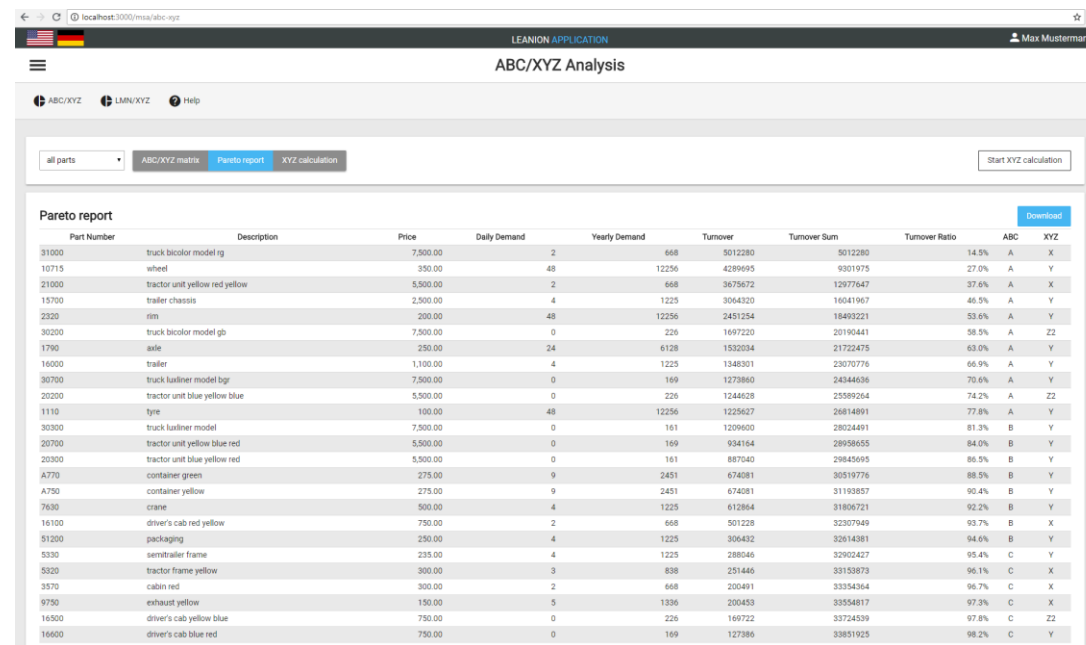 localhost:3000/msa/abc-xyz
LEANION APPLICATION
Max Musterman
ABC/XYZ Analysis
ABC/XYZ LMN/XYZ Help
all parts ABC/XYZ matrix Pareto report XYZ calculation Start XYZ calculation
Pareto report Download
Part Number Description Price Daily Demand Yearly Demand Turnover Turnover Sum Turnover Ratio ABC XYZ
31000 truck bicolor model rg 7,500.00 2 668 5012280 5012280 14.5% A X
10715 wheel 350.00 48 12256 4289695 9301975 27.0% A Y
21000 tractor unit yellow red yellow 5,500.00 2 668 3675672 12977647 37.6% A X
15700 trailer chassis 2,500.00 4 1225 3064320 16041967 46.5% A Y
2320 rim 200.00 48 12256 2451254 18493221 53.6% A Y
30200 truck bicolor model gb 7,500.00 0 226 1697220 20190441 58.5% A Z2
1790 axle 250.00 24 6128 1532034 21722475 63.0% A Y
16000 trailer 1,100.00 4 1225 1348301 23070776 66.9% A Y
30700 truck luxliner model bgr 7,500.00 0 169 1273860 24344636 70.6% A Y
20200 tractor unit blue yellow blue 5,500.00 0 226 1244628 25589264 74.2% A Z2
1110 tyre 100.00 48 12256 1225627 26814891 77.8% A Y
30300 truck luxliner model 7,500.00 0 161 1209600 28024491 81.3% B Y
20700 tractor unit yellow blue red 5,500.00 0 169 934164 28958655 84.0% B Y
20300 tractor unit blue yellow red 5,500.00 0 161 887040 29845695 86.5% B Y
A770 container green 275.00 9 2451 674081 30519776 88.5% B Y
A750 container yellow 275.00 9 2451 674081 31193857 90.4% B Y
7630 crane 500.00 4 1225 612864 31806721 92.2% B Y
16100 driver's cab red yellow 750.00 2 668 501228 32307949 93.7% B X
51200 packaging 250.00 4 1225 306432 32614381 94.6% B Y
5330 semitrailer frame 235.00 4 1225 288046 32902427 95.4% C Y
5320 tractor frame yellow 300.00 3 838 251446 33153873 96.1% C X
3570 cabin red 300.00 2 668 200491 33354364 96.7% C X
9750 exhaust yellow 150.00 5 1336 200453 33554817 97.3% C X
16500 driver's cab yellow blue 750.00 0 226 169722 33724539 97.8% C Z2
16600 driver's cab blue red 750.00 0 169 127386 33851925 98.2% C Y